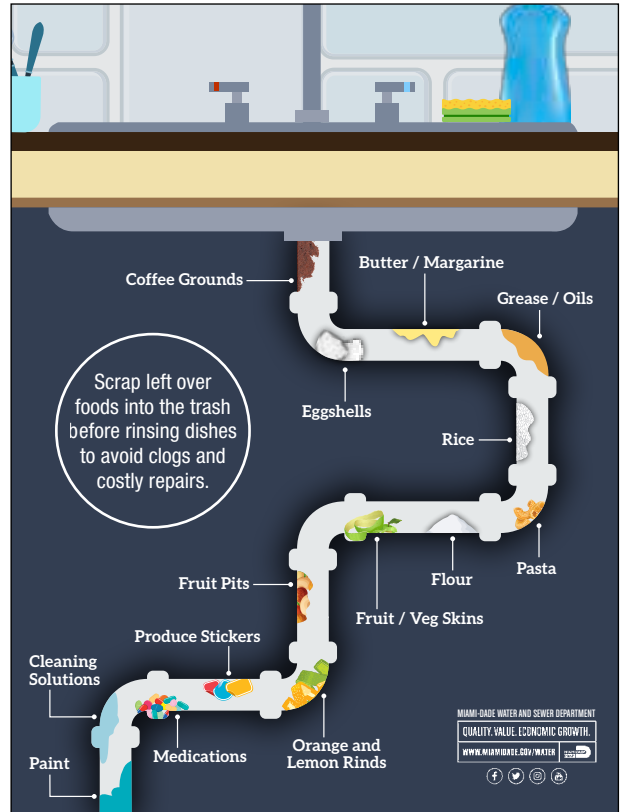 Coffee Grounds
Butter / Margarine
Grease / Oils
Eggshells
Scrap left over
foods into the trash
before rinsing dishes
to avoid clogs and
costly repairs.
Rice
Pasta
Flour
Fruit / Veg Skins
Fruit Pits
Produce Stickers
Orange and
Lemon Rinds
Medications
Cleaning
Solutions
Paint
MIAMI-DADE WATER AND SEWER DEPARTMENT
QUALITY. VALUE. ECONOMIC GROWTH.
WWW.MIAMIDADE.GOV/WATER